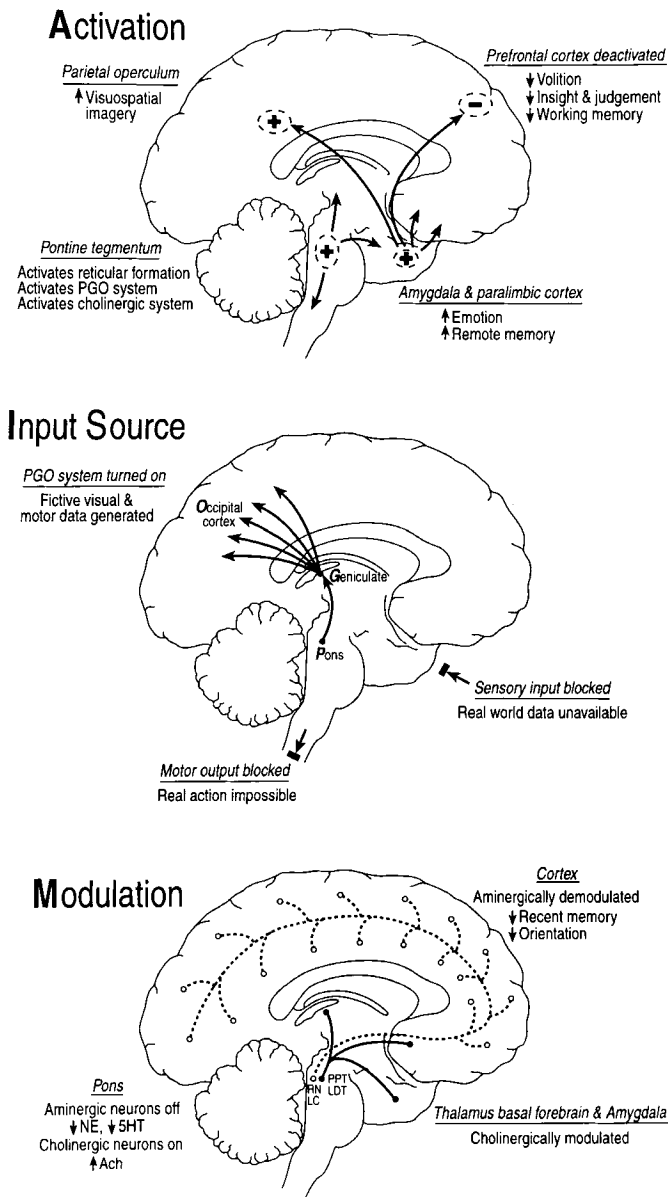 Activation
Parietal operculum
↑Visuospatial
imagery
Prefrontal cortex deactivated
↓Volition
↓Insight & judgement
↓Working memory
+
−
+
+
Pontine tegmentum
Activates reticular formation
Activates PGO system
Activates cholinergic system
Amygdala & paralimbic cortex
↑Emotion
↑Remote memory
Input Source
PGO system turned on
Fictive visual &
motor data generated
Occipital
cortex
Geniculate
Pons
Sensory input blocked
Real world data unavailable
Motor output blocked
Real action impossible
Modulation
Cortex
Aminergically demodulated
↓Recent memory
↓Orientation
Pons
Aminergic neurons off
↓NE, ↓5HT
Cholinergic neurons on
↑Ach
RN
LC
PPT
LDT
Thalamus basal forebrain & Amygdala
Cholinergically modulated